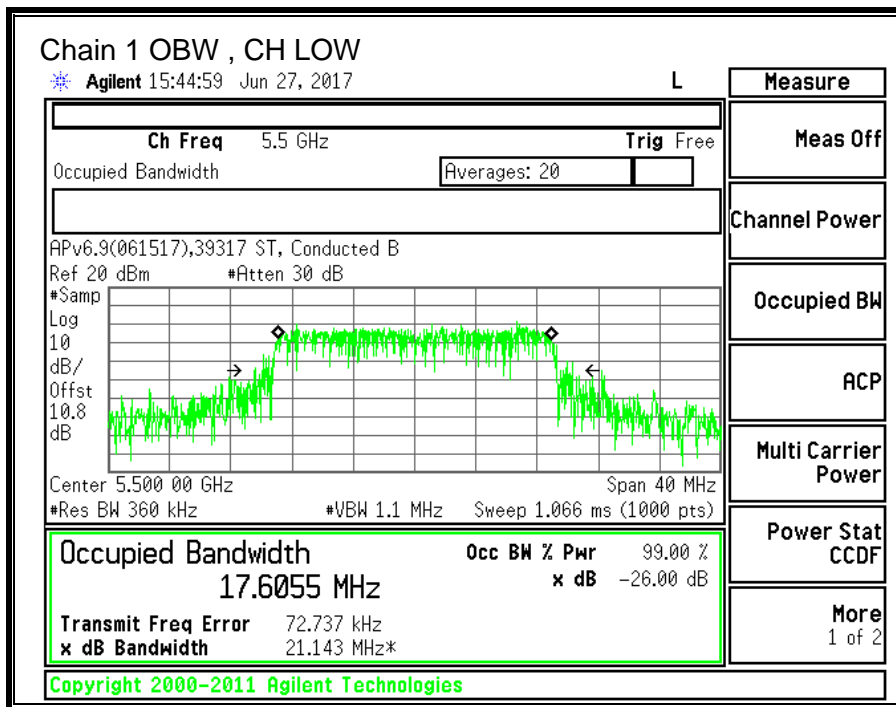 Chain 1 OBW , CH LOW
Agilent 15:44:59 Jun 27, 2017 L
Measure
Ch Freq 5.5 GHz Trig Free
Meas Off
Occupied Bandwidth Averages: 20
Channel Power
APv6.9(061517),39317 ST, Conducted B
Ref 20 dBm #Atten 30 dB
#Samp
Log
10
dB/
Offst
10.8
dB
Occupied BW
ACP
Multi Carrier
Power
Center 5.500 00 GHz Span 40 MHz
#Res BW 360 kHz #VBW 1.1 MHz Sweep 1.066 ms (1000 pts)
Power Stat
CCDF
Occupied Bandwidth Occ BW % Pwr 99.00 %
17.6055 MHz x dB -26.00 dB
Transmit Freq Error 72.737 kHz
x dB Bandwidth 21.143 MHz*
More
1 of 2
Copyright 2000-2011 Agilent Technologies